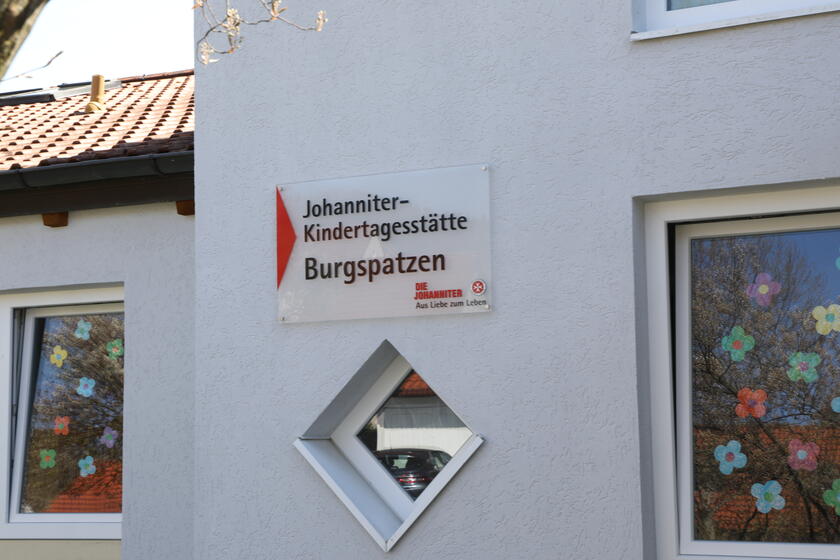 Johanniter-
Kindertagesstätte
Burgspatzen
DIE
JOHANNITER
Aus Liebe zum Leben